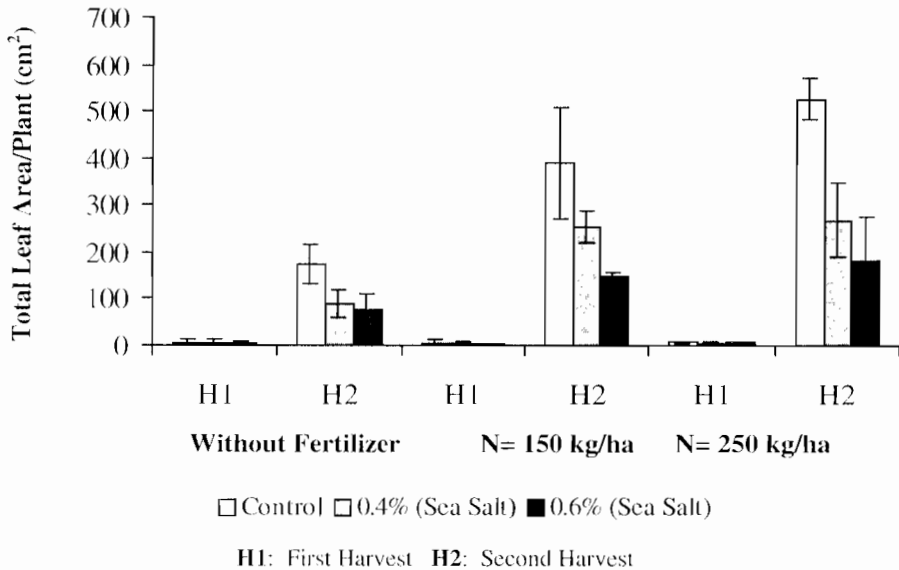 Total Leaf Area/Plant (cm²)
700
600
500
400
300
200
100
0
H1 H2 H1 H2 H1 H2
Without Fertilizer N= 150 kg/ha N= 250 kg/ha
Control 0.4% (Sea Salt) 0.6% (Sea Salt)
H1: First Harvest H2: Second Harvest